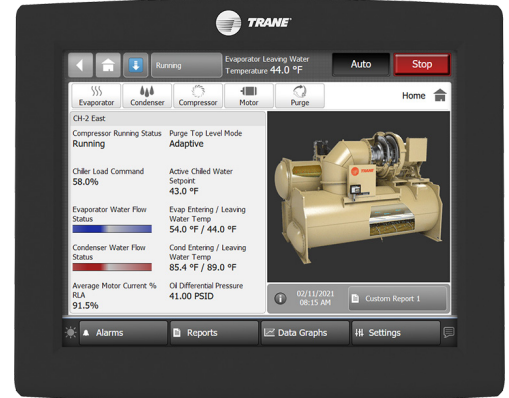 TRANE
Running
Evaporator Leaving Water
Temperature 44.0 °F
Auto
Stop
Evaporator
Condenser
Compressor
Motor
Purge
Home
CH-2 East
Compressor Running Status
Running
Purge Top Level
Mode
Adaptive
Chiller Load Command
58.0%
Active Chilled Water
Setpoint
43.0 °F
Evaporator Water Flow
Status
Evap Entering / Leaving
Water Temp
54.0 °F / 44.0 °F
Condenser Water Flow
Status
Cond Entering / Leaving
Water Temp
85.4 °F / 89.0 °F
Average Motor Current %
RLA
91.5%
Oil Differential Pressure
41.00 PSID
TRANE
02/11/2021
08:15 AM
Custom Report 1
Alarms
Reports
Data Graphs
Settings